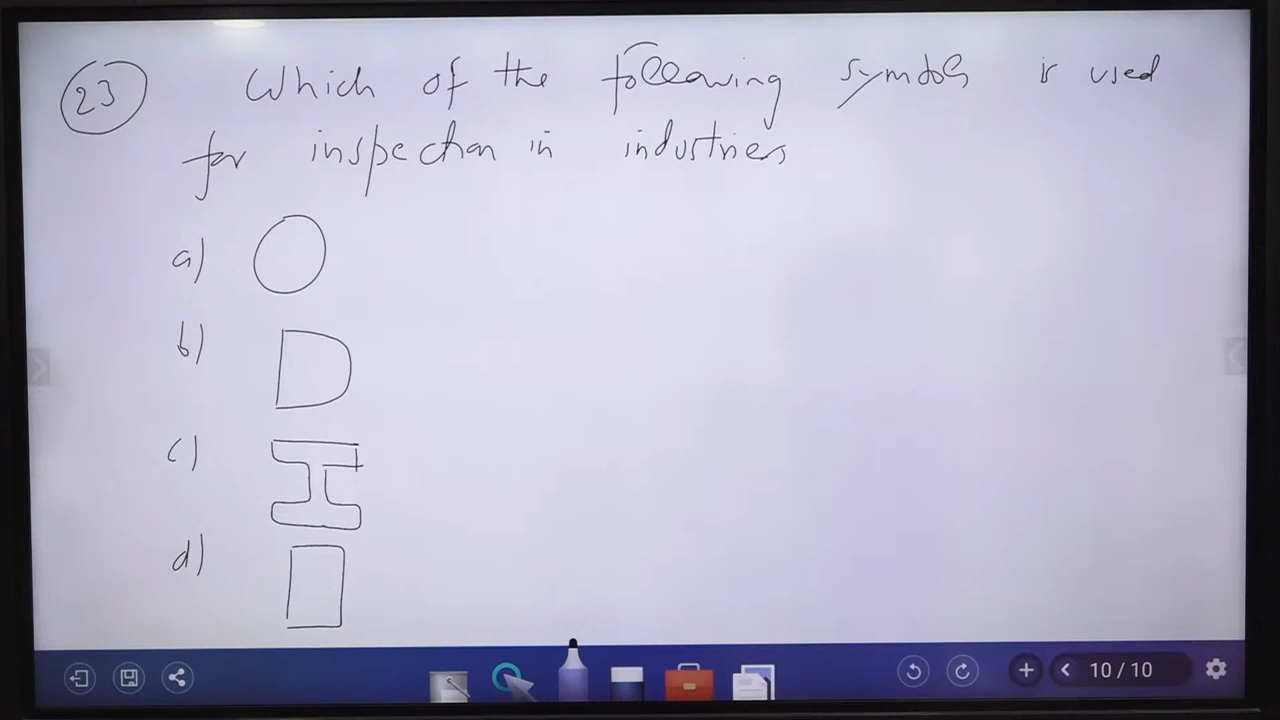 23 Which of the following symbols is used
for inspection in industries
a)
b)
c)
d)
10 / 10